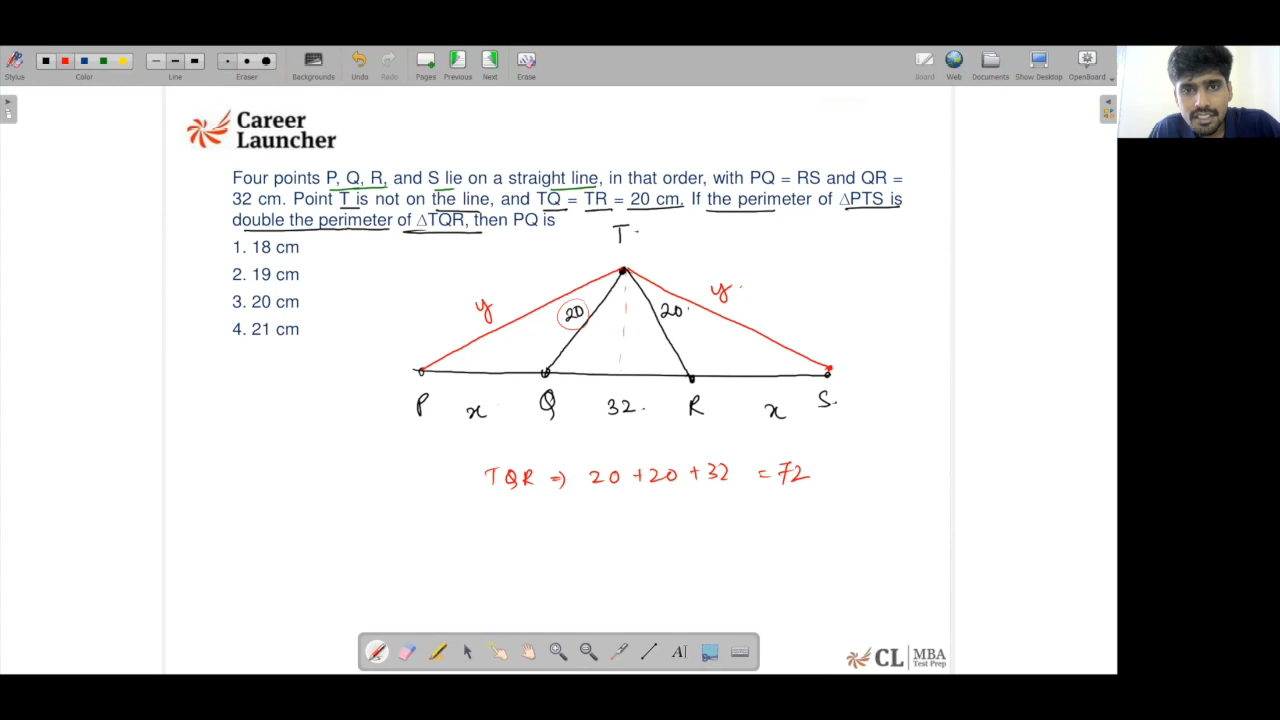 Stylus Color Line Eraser Backgrounds Undo Redo Pages Previous Next Erase Board Web Documents Show Desktop OpenBoard
Career
Launcher
Four points P, Q, R, and S lie on a straight line, in that order, with PQ = RS and QR =
32 cm. Point T is not on the line, and TQ = TR = 20 cm. If the perimeter of ΔPTS is
double the perimeter of ΔTQR, then PQ is
1. 18 cm
2. 19 cm
3. 20 cm
4. 21 cm
T
y 20 20 y
P x Q 32 R x S
TQR ⇒ 20 + 20 + 32 = 72
CL MBA
Test Prep